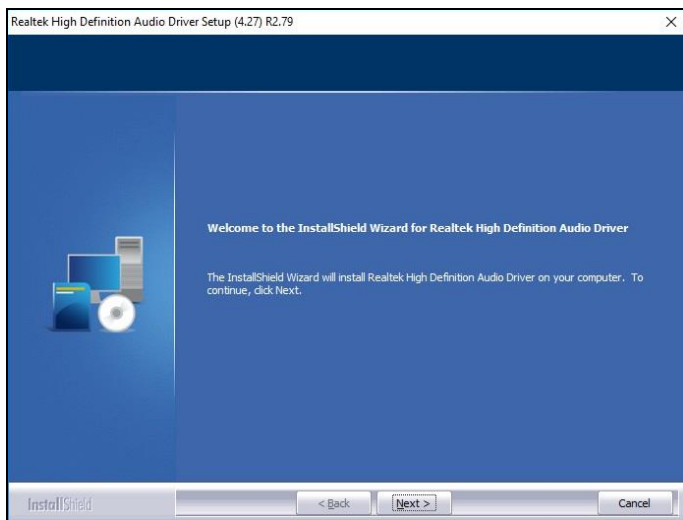 Realtek High Definition Audio Driver Setup (4.27) R2.79
Welcome to the InstallShield Wizard for Realtek High Definition Audio Driver
The InstallShield Wizard will install Realtek High Definition Audio Driver on your computer. To
continue, click Next.
InstallShield
< Back
Next >
Cancel